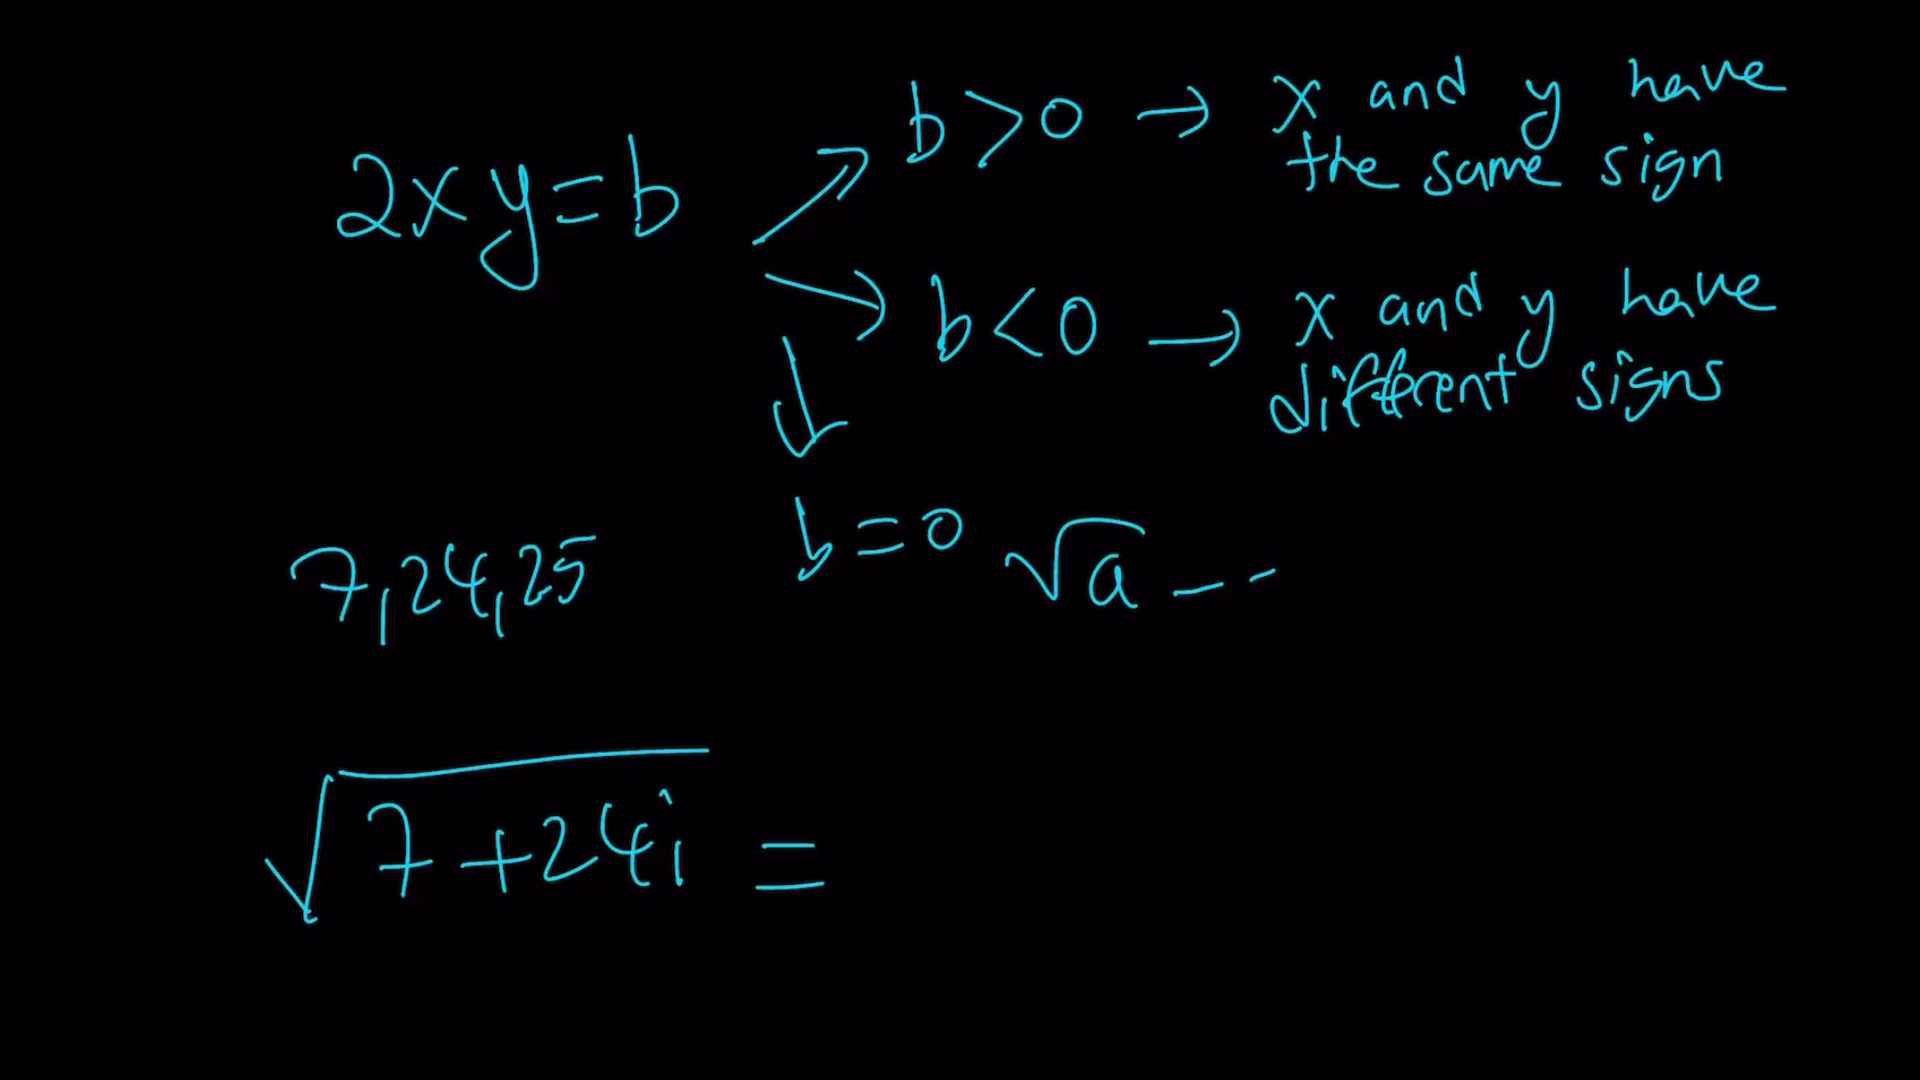 2xy=b
b>0 → x and y have
the same sign
b<0 → x and y have
different signs
b=0 √a --
7,24,25
√7+24i =